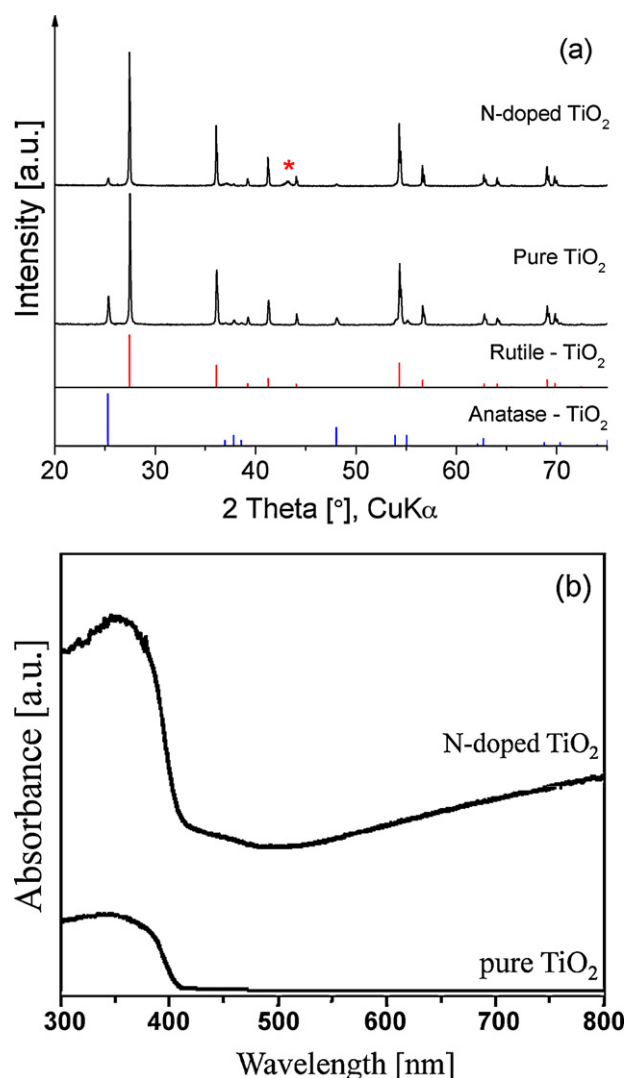 (a)
N-doped TiO₂
*
Pure TiO₂
Rutile - TiO₂
Anatase - TiO₂
Intensity [a.u.]
20 30 40 50 60 70
2 Theta [°], CuKα
(b)
N-doped TiO₂
pure TiO₂
Absorbance [a.u.]
300 400 500 600 700 800
Wavelength [nm]